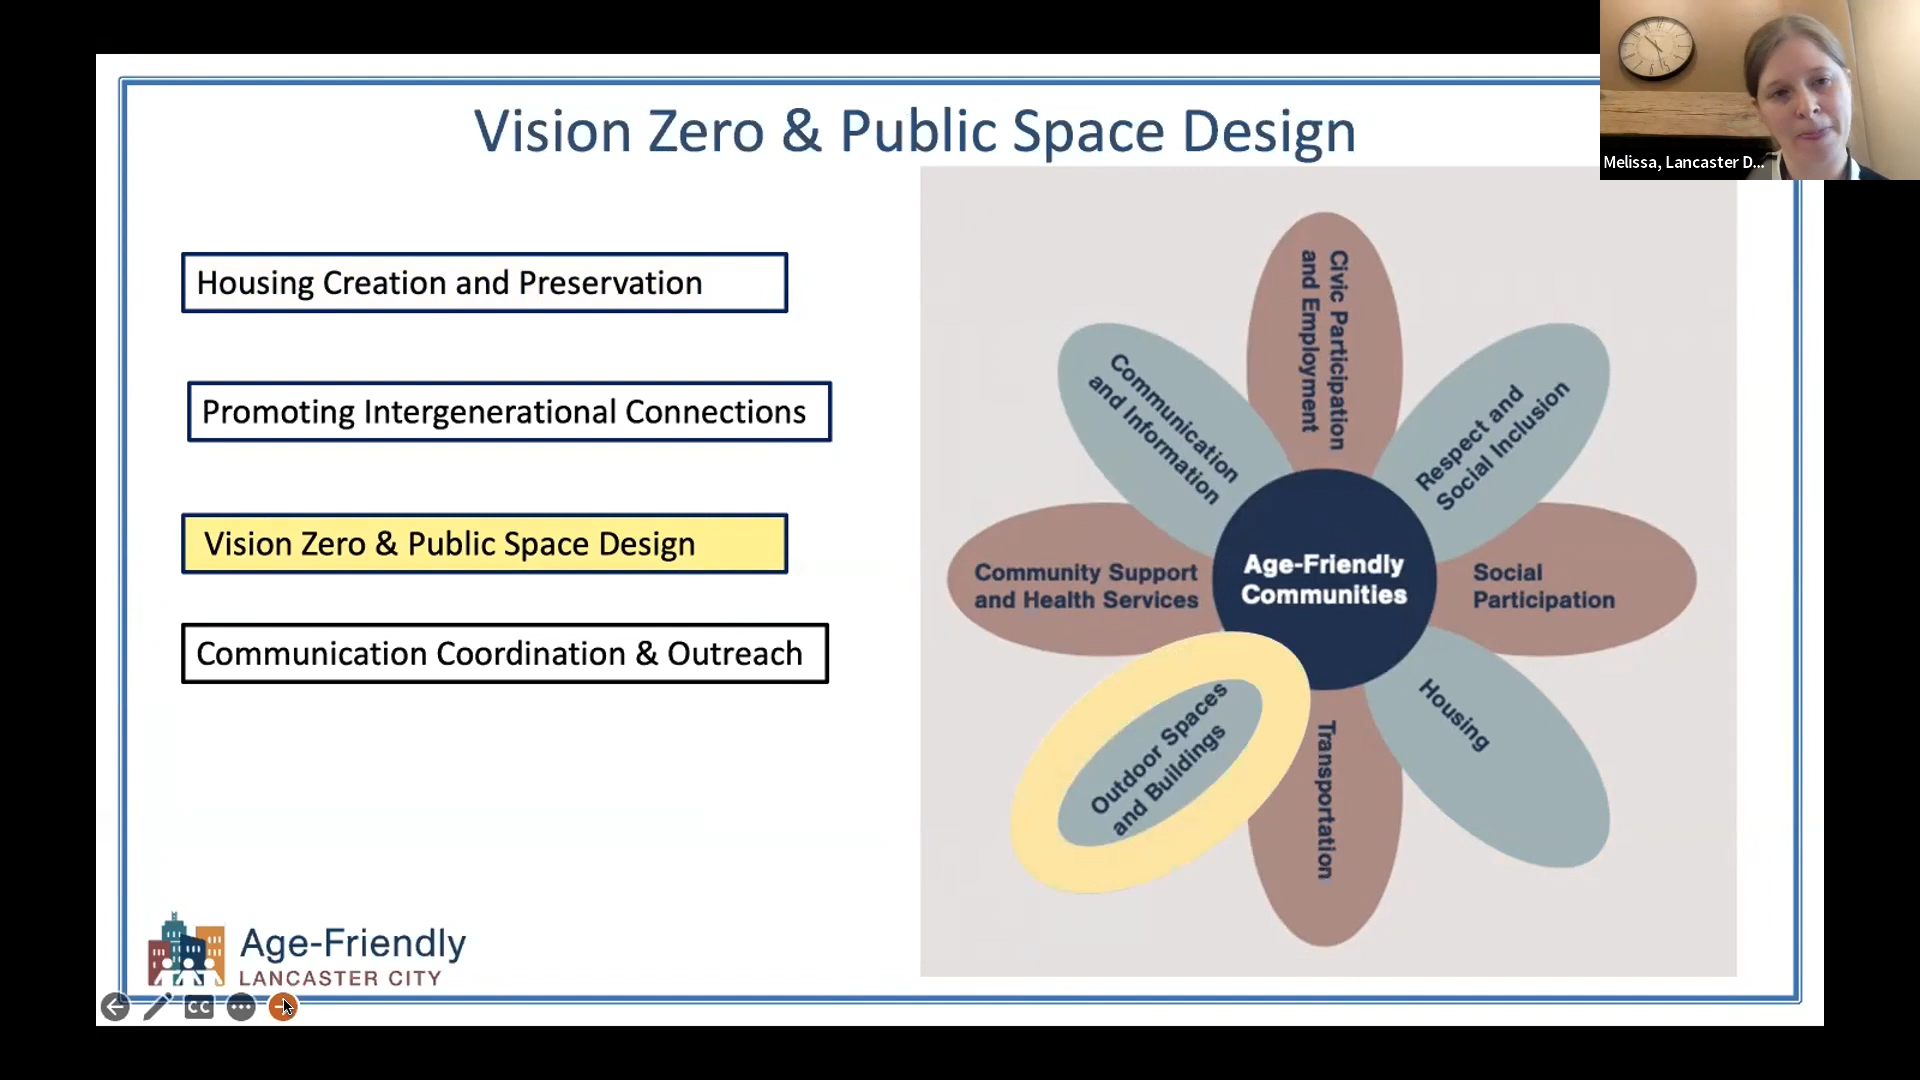 Vision Zero & Public Space Design
Melissa, Lancaster D...
Housing Creation and Preservation
Promoting Intergenerational Connections
Vision Zero & Public Space Design
Communication Coordination & Outreach
Civic Participation
and Employment
Communication
and Information
Respect and
Social Inclusion
Community Support
and Health Services
Age-Friendly
Communities
Social
Participation
Outdoor Spaces
and Buildings
Transportation
Housing
Age-Friendly
LANCASTER CITY
CC